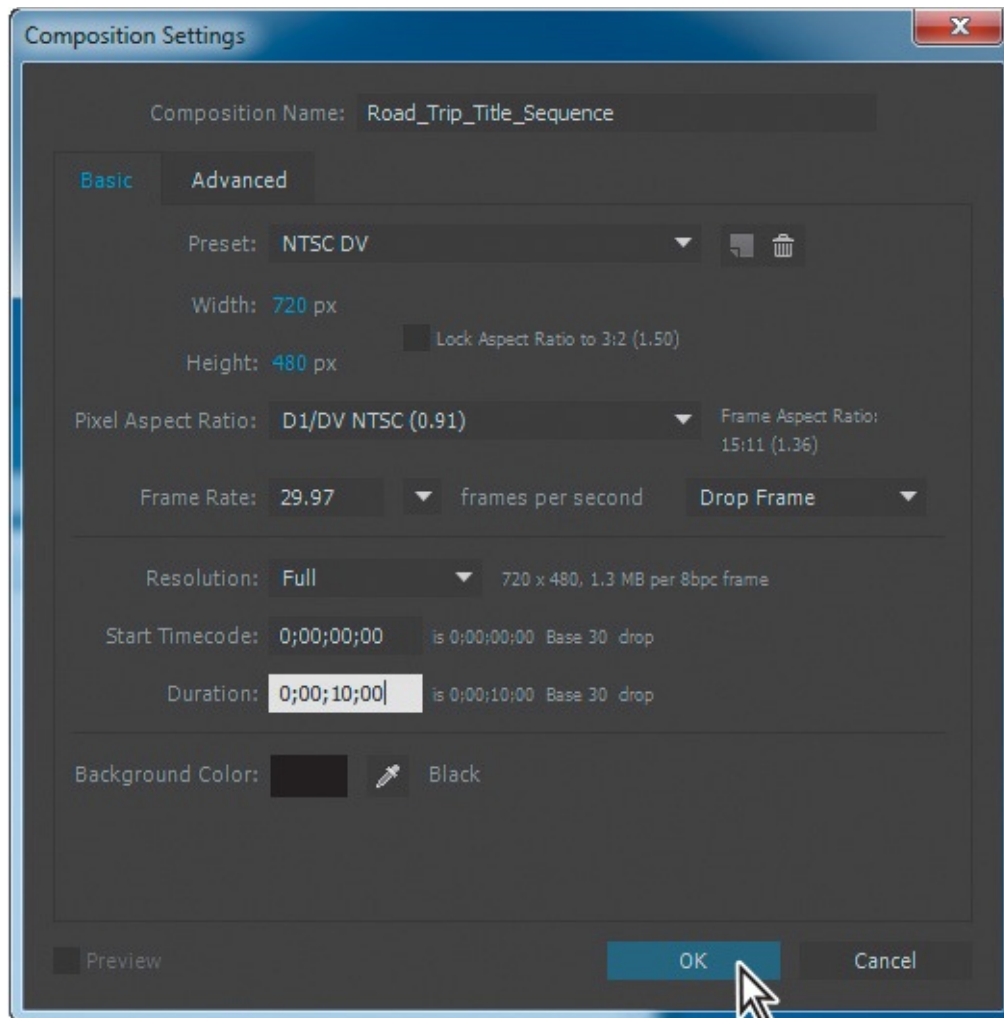 Composition Settings
Composition Name: Road_Trip_Title_Sequence
Basic Advanced
Preset: NTSC DV
Width: 720 px
Lock Aspect Ratio to 3:2 (1.50)
Height: 480 px
Pixel Aspect Ratio: D1/DV NTSC (0.91) Frame Aspect Ratio:
15:11 (1.36)
Frame Rate: 29.97 frames per second Drop Frame
Resolution: Full 720 x 480, 1.3 MB per 8bpc frame
Start Timecode: 0;00;00;00 is 0;00;00;00 Base 30 drop
Duration: 0;00;10;00 is 0;00;10;00 Base 30 drop
Background Color: Black
Preview OK Cancel